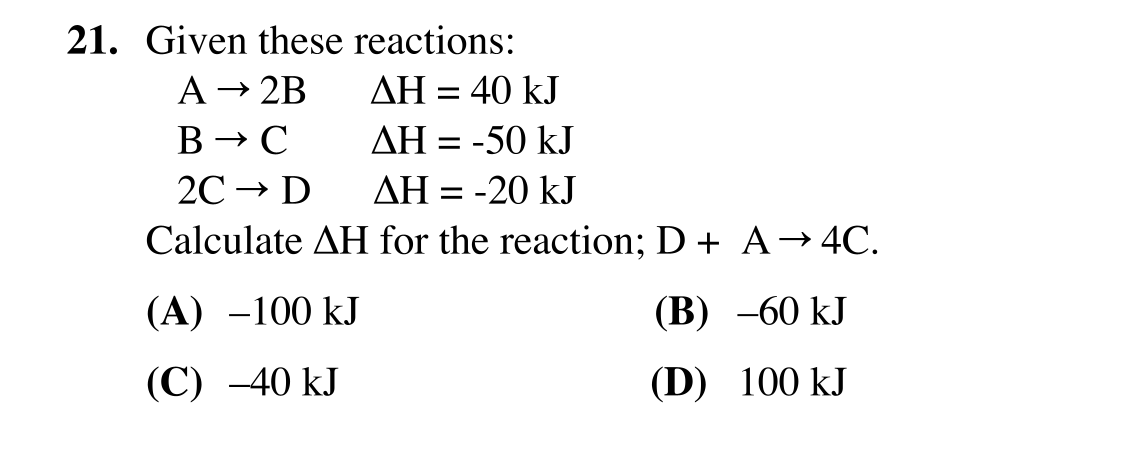 21. Given these reactions:
A → 2B ΔH = 40 kJ
B → C ΔH = -50 kJ
2C → D ΔH = -20 kJ
Calculate ΔH for the reaction; D + A → 4C.
(A) –100 kJ (B) –60 kJ
(C) –40 kJ (D) 100 kJ